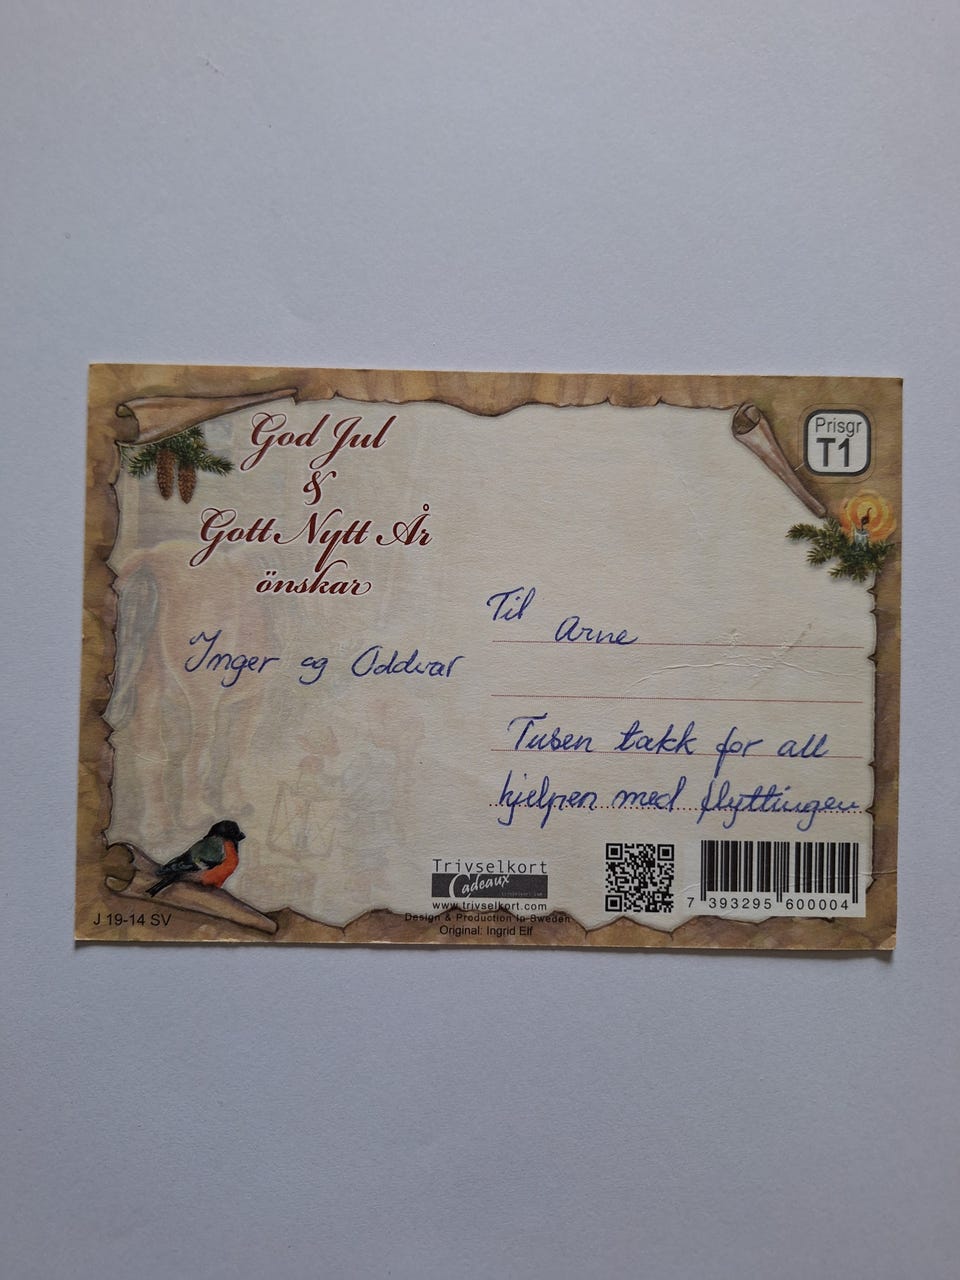 God Jul
&
Gott Nytt År
önskar
Inger og Oddvar
Prisgr
T1
Til
Arne
Tusen takk for all
hjelpen med flyttingen
Trivselkort
Cadeaux
www.trivselkort.com
Design & Production In Sweden
Original: Ingrid Elf
7 393295 600004
J 19-14 SV